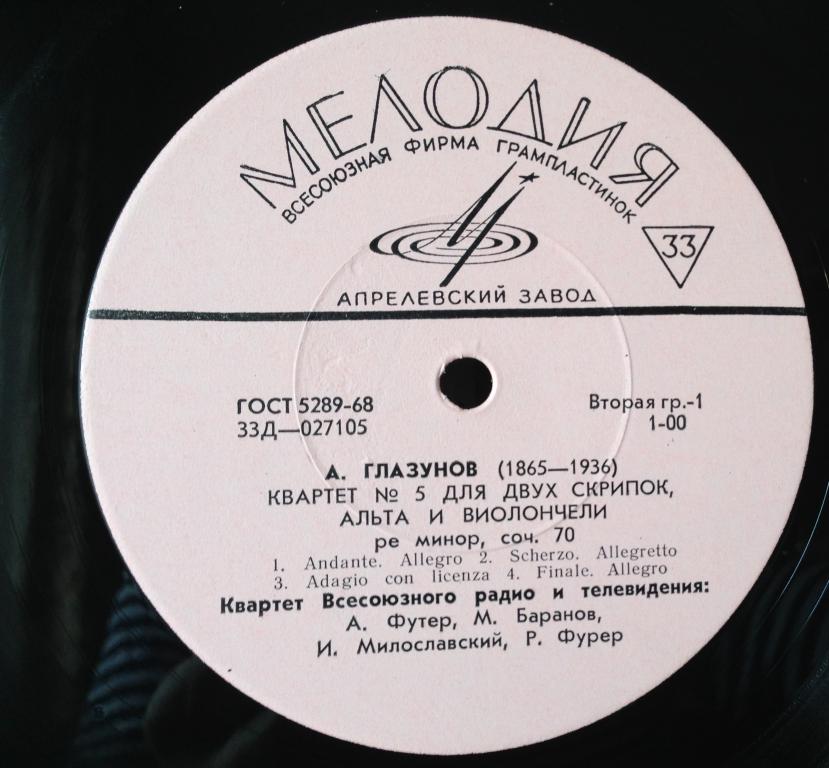 МЕЛОДИЯ
ВСЕСОЮЗНАЯ ФИРМА ГРАМПЛАСТИНОК
33
АПРЕЛЕВСКИЙ ЗАВОД
ГОСТ 5289-68
Вторая гр.-1
33Д—027105
1-00
А. ГЛАЗУНОВ (1865—1936)
КВАРТЕТ № 5 ДЛЯ ДВУХ СКРИПОК,
АЛЬТА И ВИОЛОНЧЕЛИ
ре минор, соч. 70
1. Andante. Allegro 2. Scherzo. Allegretto
3. Adagio con licenza 4. Finale. Allegro
Квартет Всесоюзного радио и телевидения:
А. Футер, М. Баранов,
И. Милославский, Р. Фурер